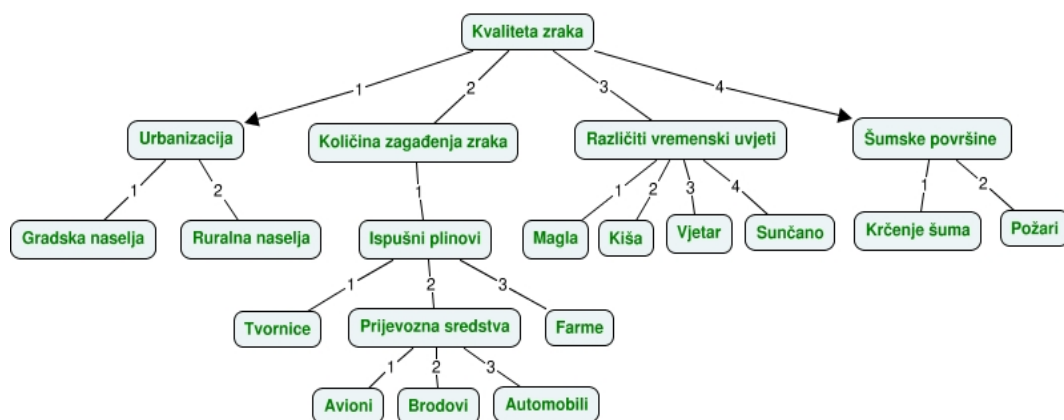 Kvaliteta zraka
1
2
3
4
Urbanizacija
Količina zagađenja zraka
Različiti vremenski uvjeti
Šumske površine
1
2
1
1
2
3
4
1
2
Gradska naselja
Ruralna naselja
Ispušni plinovi
Magla
Kiša
Vjetar
Sunčano
Krčenje šuma
Požari
1
2
3
Tvornice
Prijevozna sredstva
Farme
1
2
3
Avioni
Brodovi
Automobili